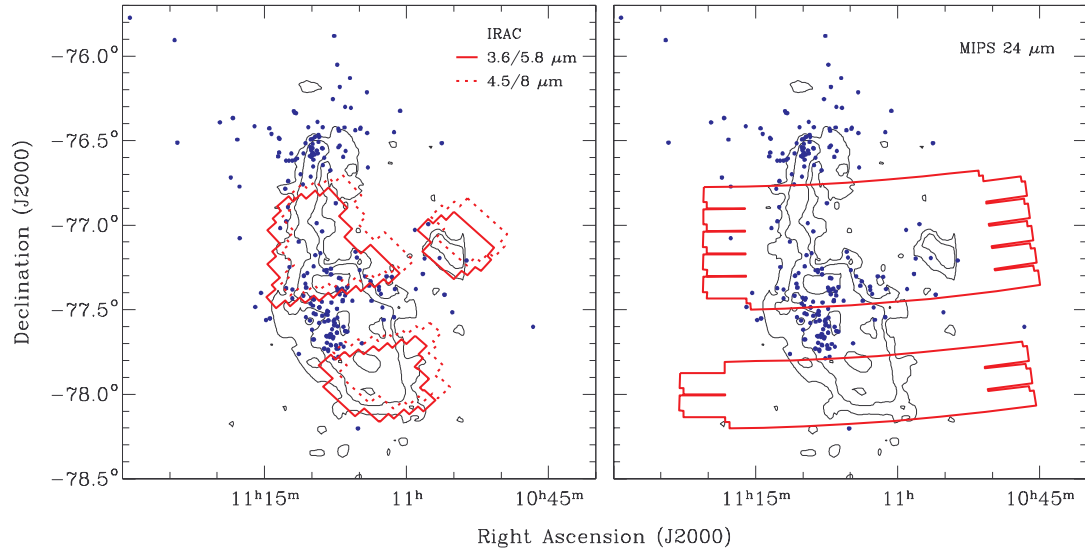 IRAC
3.6/5.8 μm
4.5/8 μm
MIPS 24 μm
−76.0°
−76.5°
−77.0°
−77.5°
−78.0°
−78.5°
Declination (J2000)
11ʰ15ᵐ
11ʰ
10ʰ45ᵐ
11ʰ15ᵐ
11ʰ
10ʰ45ᵐ
Right Ascension (J2000)